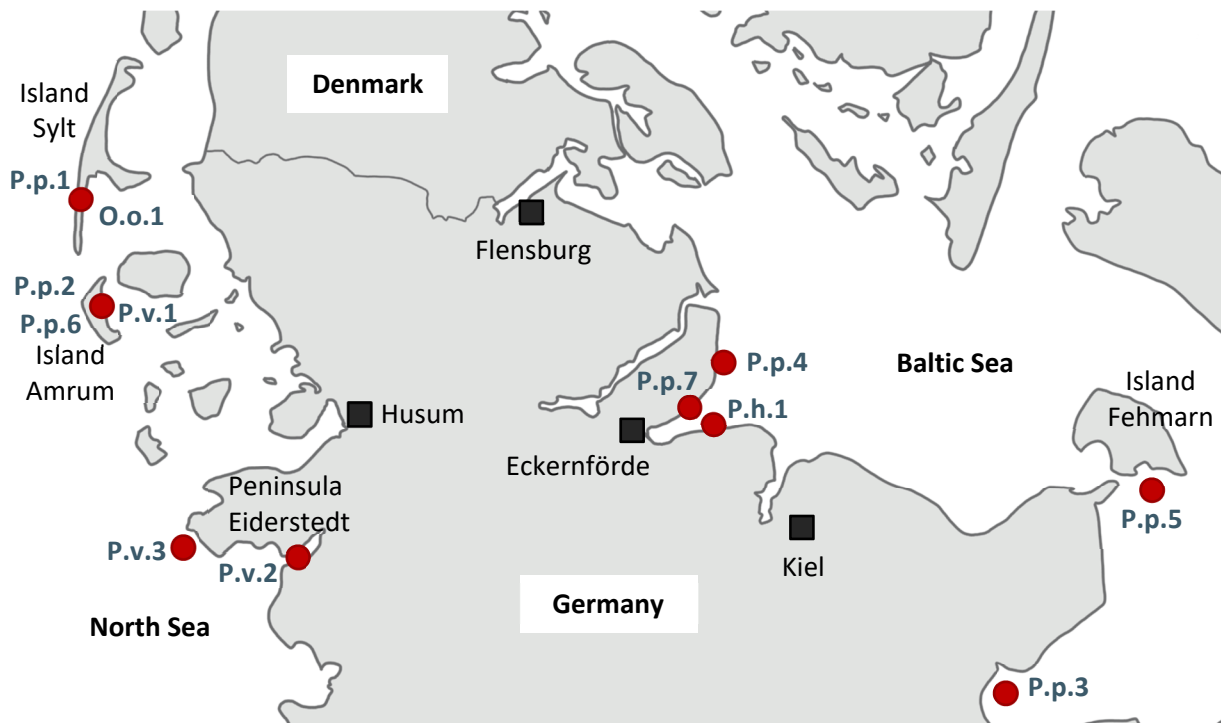 Denmark
Island
Sylt
P.p.1
O.o.1
Flensburg
P.p.2
P.v.1
P.p.6
Island
Amrum
Baltic Sea
P.p.4
P.p.7
P.h.1
Island
Fehmarn
Husum
Eckernförde
Peninsula
Eiderstedt
P.p.5
P.v.3
P.v.2
Kiel
Germany
North Sea
P.p.3